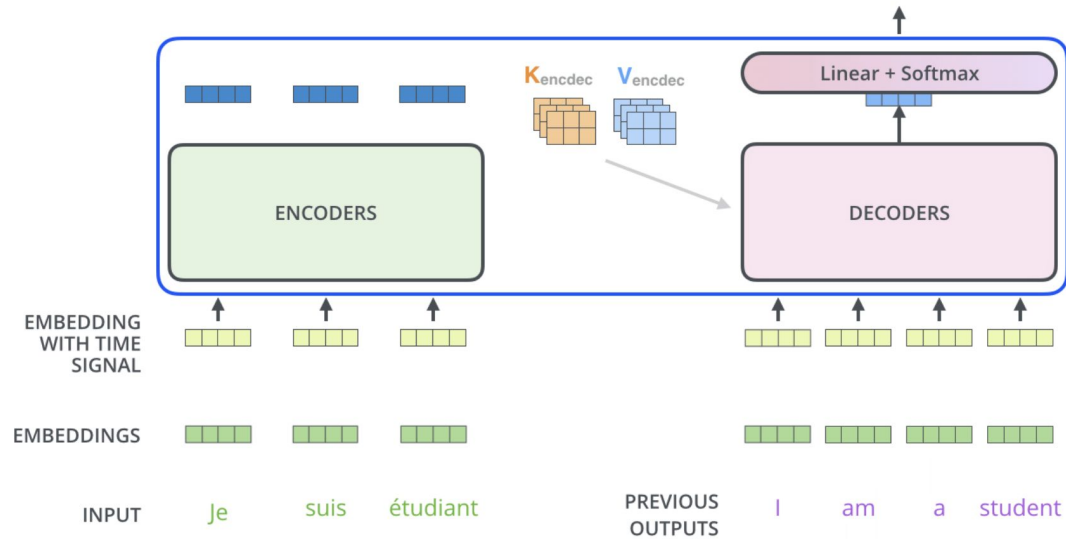 Kencdec Vencdec
Linear + Softmax
ENCODERS
DECODERS
EMBEDDING
WITH TIME
SIGNAL
EMBEDDINGS
INPUT
Je suis étudiant
PREVIOUS
OUTPUTS
I am a student